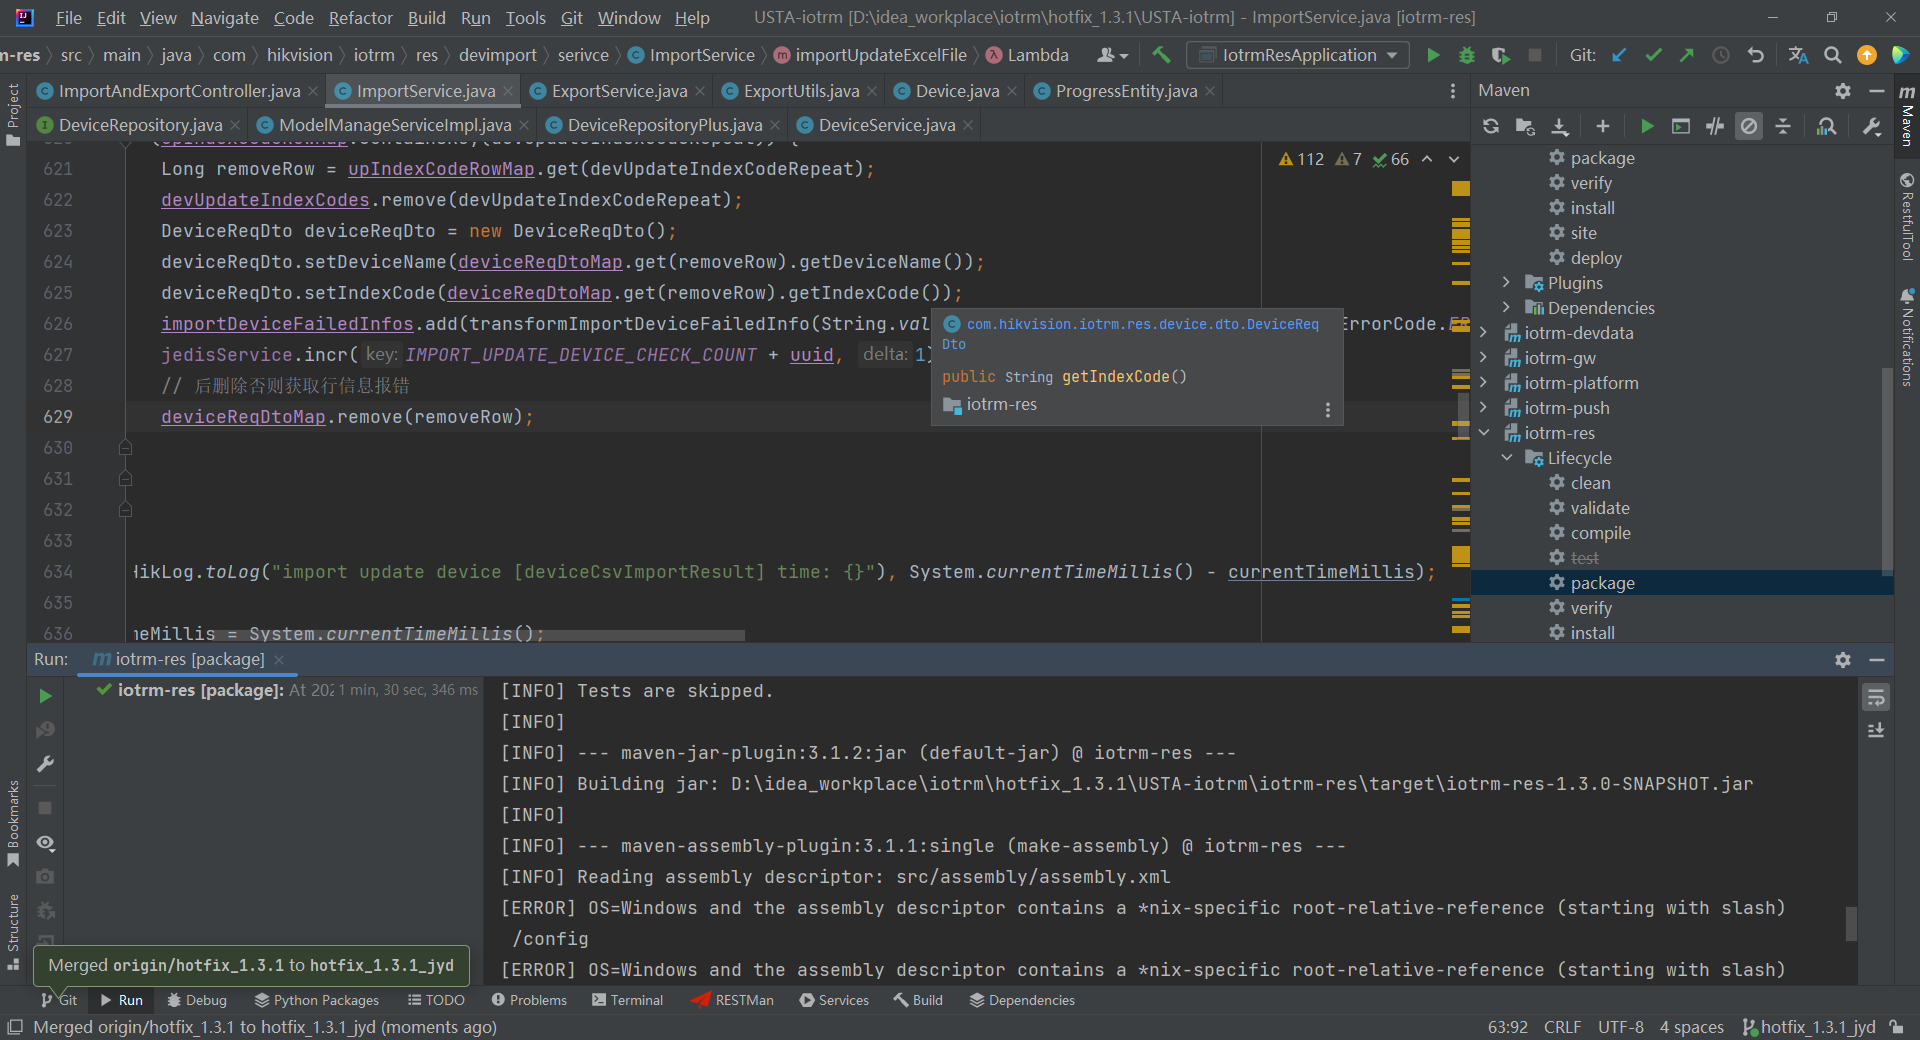 File Edit View Navigate Code Refactor Build Run Tools Git Window Help USTA-iotrm [D:\idea_workplace\iotrm\hotfix_1.3.1\USTA-iotrm] - ImportService.java [iotrm-res]
m-res src main java com hikvision iotrm res devimport serivce ImportService importUpdateExcelFile Lambda IotrmResApplication Git:
ImportAndExportController.java ImportService.java ExportService.java ExportUtils.java Device.java ProgressEntity.java
DeviceRepository.java ModelManageServiceImpl.java DeviceRepositoryPlus.java DeviceService.java
112 7 66
621 Long removeRow = upIndexCodeRowMap.get(devUpdateIndexCodeRepeat);
622 devUpdateIndexCodes.remove(devUpdateIndexCodeRepeat);
623 DeviceReqDto deviceReqDto = new DeviceReqDto();
624 deviceReqDto.setDeviceName(deviceReqDtoMap.get(removeRow).getDeviceName());
625 deviceReqDto.setIndexCode(deviceReqDtoMap.get(removeRow).getIndexCode());
626 importDeviceFailedInfos.add(transformImportDeviceFailedInfo(String.val ErrorCode.ER
627 jedisService.incr( key: IMPORT_UPDATE_DEVICE_CHECK_COUNT + uuid, delta: 1)
628 // 后删除否则获取行信息报错
629 deviceReqDtoMap.remove(removeRow);
630
631
632
633
634 HikLog.toLog("import update device [deviceCsvImportResult] time: {}"), System.currentTimeMillis() - currentTimeMillis);
635
636 meMillis = System.currentTimeMillis();
com.hikvision.iotrm.res.device.dto.DeviceReq
Dto
public String getIndexCode()
iotrm-res
Maven
package
verify
install
site
deploy
Plugins
Dependencies
iotrm-devdata
iotrm-gw
iotrm-platform
iotrm-push
iotrm-res
Lifecycle
clean
validate
compile
test
package
verify
install
Project
Bookmarks
Structure
Maven
RestfulTool
Notifications
Run: iotrm-res [package]
iotrm-res [package]: At 202 1 min, 30 sec, 346 ms
[INFO] Tests are skipped.
[INFO]
[INFO] --- maven-jar-plugin:3.1.2:jar (default-jar) @ iotrm-res ---
[INFO] Building jar: D:\idea_workplace\iotrm\hotfix_1.3.1\USTA-iotrm\iotrm-res\target\iotrm-res-1.3.0-SNAPSHOT.jar
[INFO]
[INFO] --- maven-assembly-plugin:3.1.1:single (make-assembly) @ iotrm-res ---
[INFO] Reading assembly descriptor: src/assembly/assembly.xml
[ERROR] OS=Windows and the assembly descriptor contains a *nix-specific root-relative-reference (starting with slash)
/config
[ERROR] OS=Windows and the assembly descriptor contains a *nix-specific root-relative-reference (starting with slash)
Merged origin/hotfix_1.3.1 to hotfix_1.3.1_jyd
Git Run Debug Python Packages TODO Problems Terminal RESTMan Services Build Dependencies
Merged origin/hotfix_1.3.1 to hotfix_1.3.1_jyd (moments ago) 63:92 CRLF UTF-8 4 spaces hotfix_1.3.1_jyd